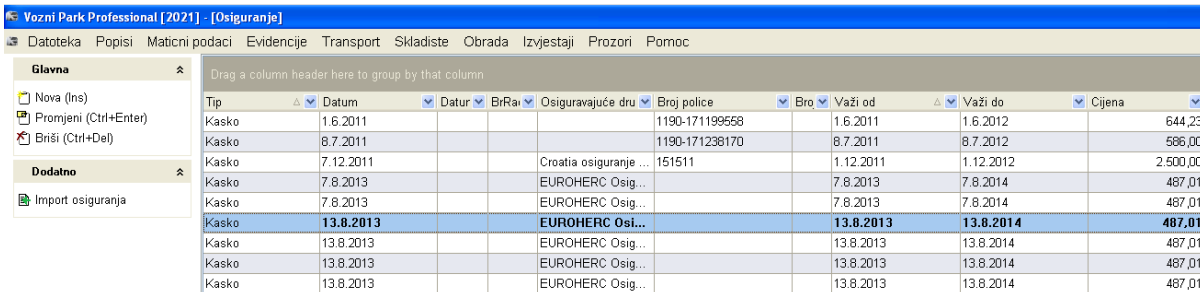 Vozni Park Professional [2021] - [Osiguranje]
Datoteka Popisi Maticni podaci Evidencije Transport Skladiste Obrada Izvjestaji Prozori Pomoc
Glavna
Nova (Ins)
Promjeni (Ctrl+Enter)
Briši (Ctrl+Del)
Dodatno
Import osiguranja
Drag a column header here to group by that column
Tip Datum Datur BrRa Osiguravajuće dru Broj police Bro Važi od Važi do Cijena
Kasko 1.6.2011 1190-171199558 1.6.2011 1.6.2012 644,23
Kasko 8.7.2011 1190-171238170 8.7.2011 8.7.2012 586,00
Kasko 7.12.2011 Croatia osiguranje ... 151511 1.12.2011 1.12.2012 2.500,00
Kasko 7.8.2013 EUROHERC Osig... 7.8.2013 7.8.2014 487,01
Kasko 7.8.2013 EUROHERC Osig... 7.8.2013 7.8.2014 487,01
Kasko 13.8.2013 EUROHERC Osi... 13.8.2013 13.8.2014 487,01
Kasko 13.8.2013 EUROHERC Osig... 13.8.2013 13.8.2014 487,01
Kasko 13.8.2013 EUROHERC Osig... 13.8.2013 13.8.2014 487,01
Kasko 13.8.2013 EUROHERC Osig... 13.8.2013 13.8.2014 487,01